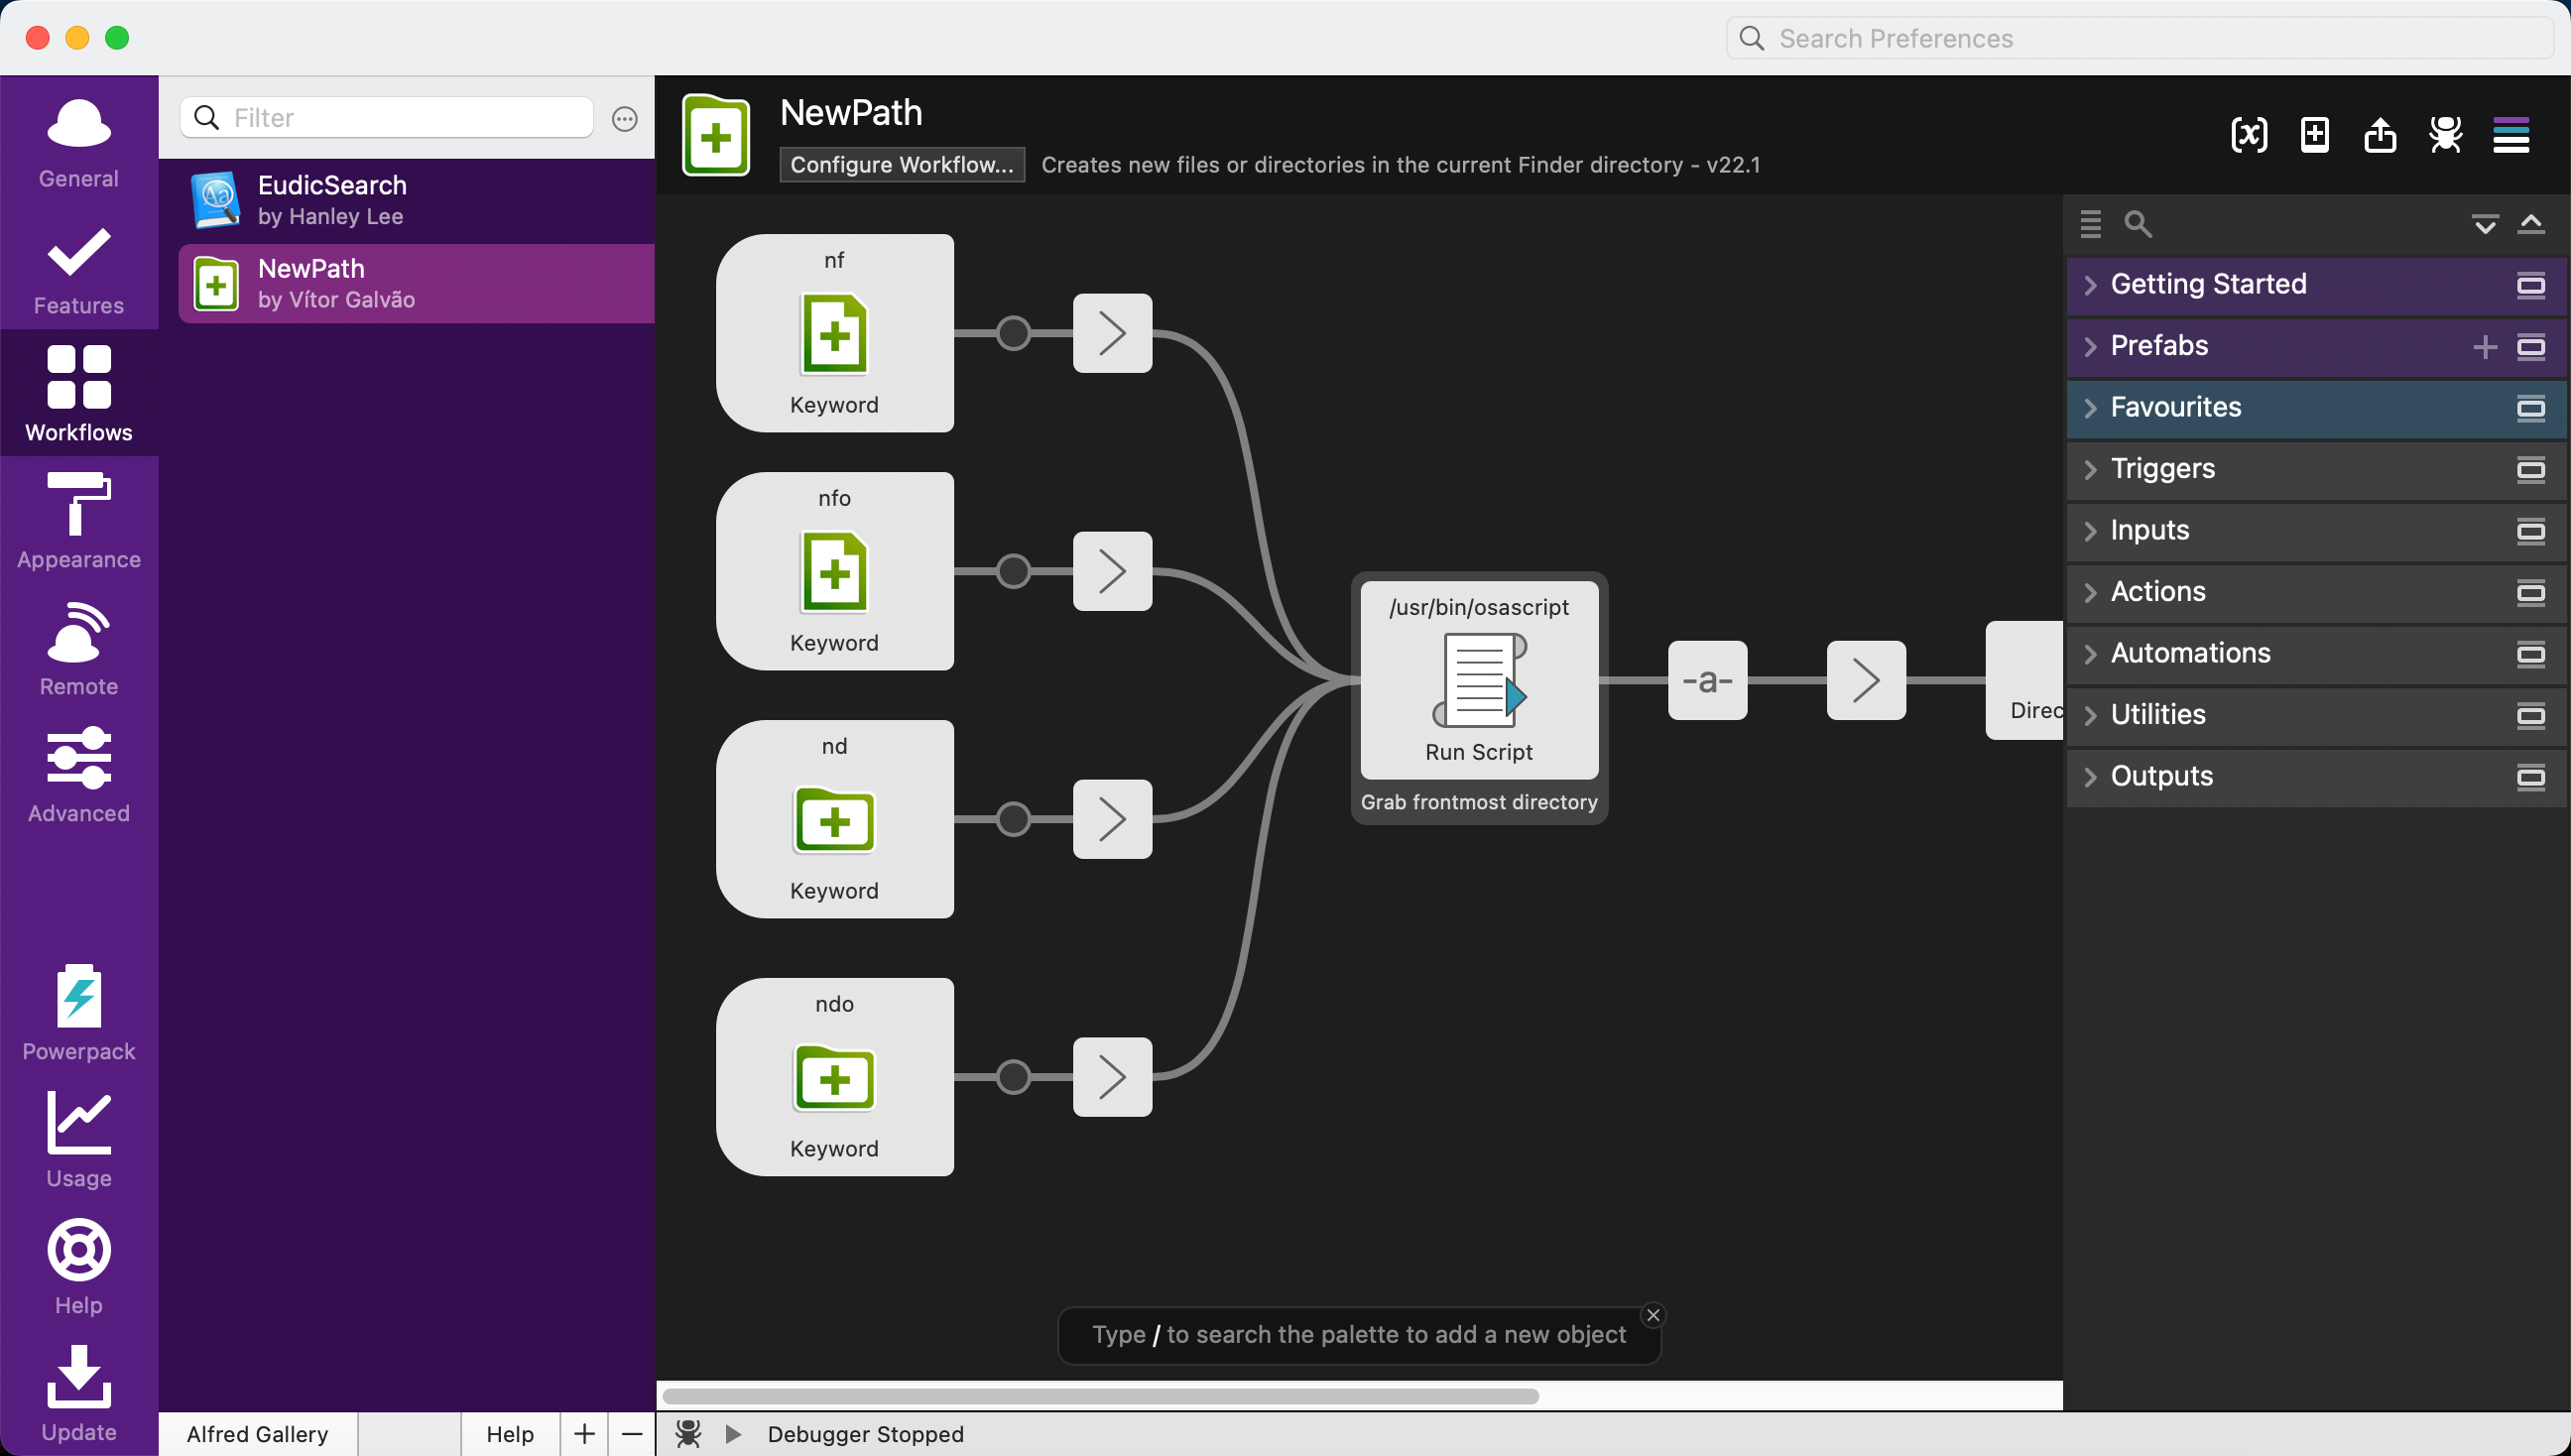 Search Preferences
General
Features
Workflows
Appearance
Remote
Advanced
Powerpack
Usage
Help
Update
Filter
EudicSearch
by Hanley Lee
NewPath
by Vítor Galvão
Alfred Gallery
Help
NewPath
Configure Workflow...
Creates new files or directories in the current Finder directory - v22.1
nf
Keyword
nfo
Keyword
nd
Keyword
ndo
Keyword
/usr/bin/osascript
Run Script
Grab frontmost directory
-a-
Direc
Type / to search the palette to add a new object
Debugger Stopped
Getting Started
Prefabs
Favourites
Triggers
Inputs
Actions
Automations
Utilities
Outputs